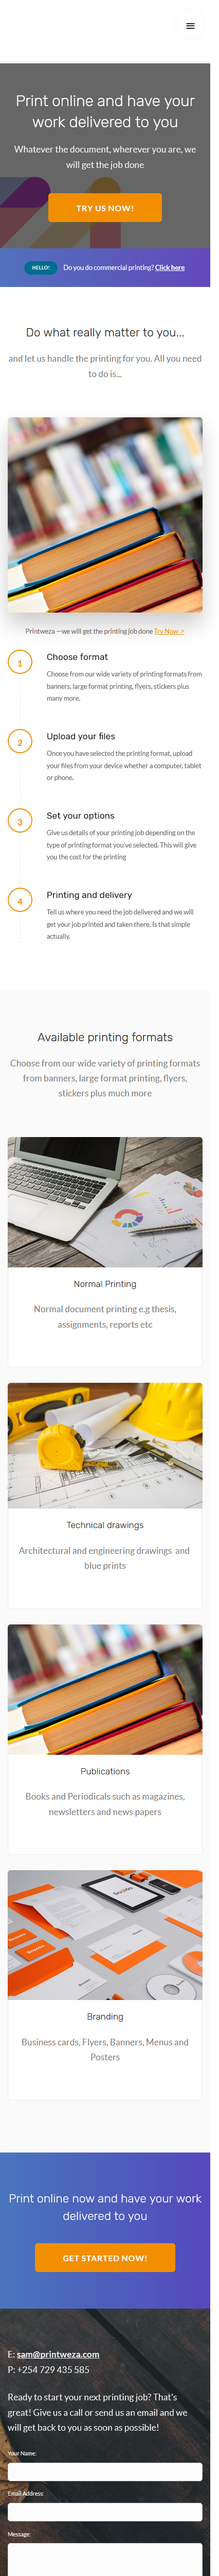 Print online and have your
work delivered to you
Whatever the document, wherever you are, we
will get the job done
TRY US NOW!
HELLO! Do you do commercial printing? Click here
Do what really matter to you...
and let us handle the printing for you. All you need
to do is...
Printweza —we will get the printing job done Try Now ↗
1
Choose format
Choose from our wide variety of printing formats from
banners, large format printing, flyers, stickers plus
many more.
2
Upload your files
Once you have selected the printing format, upload
your files from your device whether a computer, tablet
or phone.
3
Set your options
Give us details of your printing job depending on the
type of printing format you've selected. This will give
you the cost for the printing
4
Printing and delivery
Tell us where you need the job delivered and we will
get your job printed and taken there. Is that simple
actually.
Available printing formats
Choose from our wide variety of printing formats
from banners, large format printing, flyers,
stickers plus much more
Normal Printing
Normal document printing e.g thesis,
assignments, reports etc
Technical drawings
Architectural and engineering drawings and
blue prints
Publications
Books and Periodicals such as magazines,
newsletters and news papers
Branding
Business cards, Flyers, Banners, Menus and
Posters
Print online now and have your work
delivered to you
GET STARTED NOW!
E: sam@printweza.com
P: +254 729 435 585
Ready to start your next printing job? That's
great! Give us a call or send us an email and we
will get back to you as soon as possible!
Your Name:
Email Address:
Message: